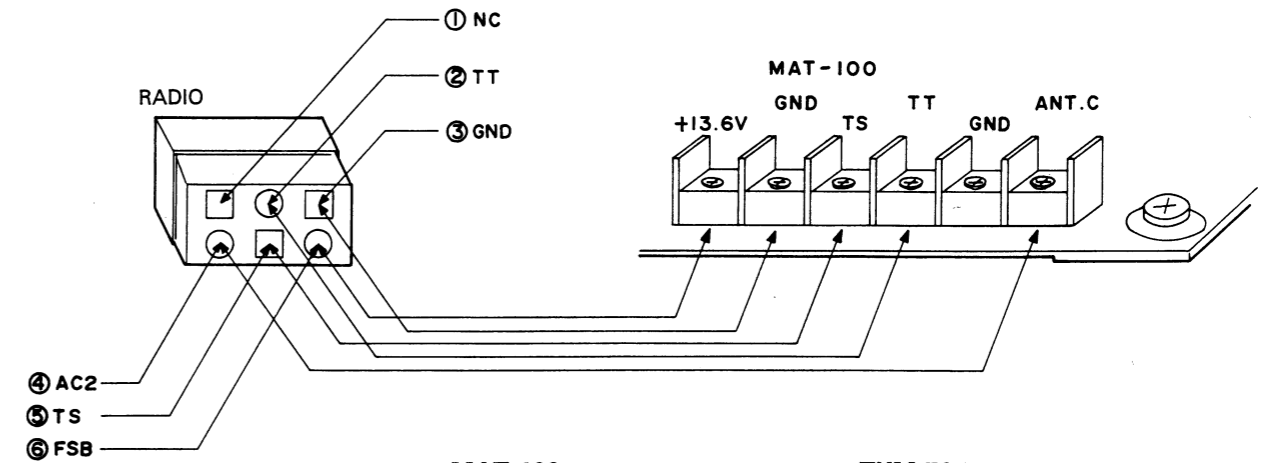 ① NC
② TT
③ GND
RADIO
MAT-100
GND
TT
ANT.C
+13.6V
TS
GND
④ AC2
⑤ TS
⑥ FSB